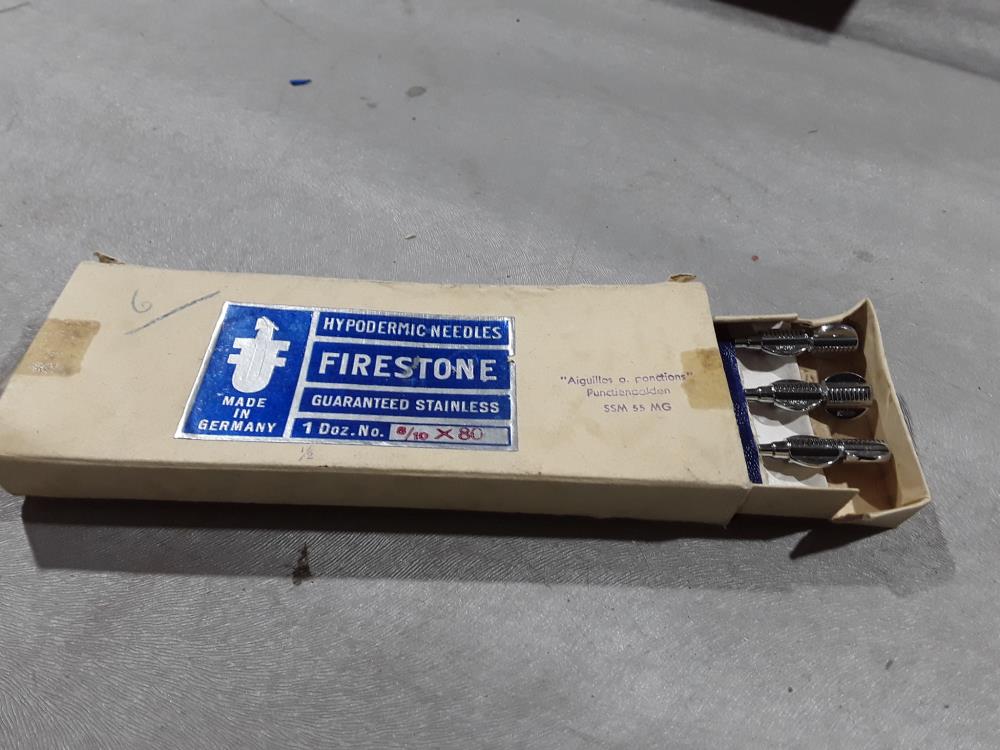 6
HYPODERMIC NEEDLES
FIRESTONE
GUARANTEED STAINLESS
1 Doz. No. 8/10 X 80
MADE
IN
GERMANY
"Aiguilles a. ponctions"
SSM 55 MG